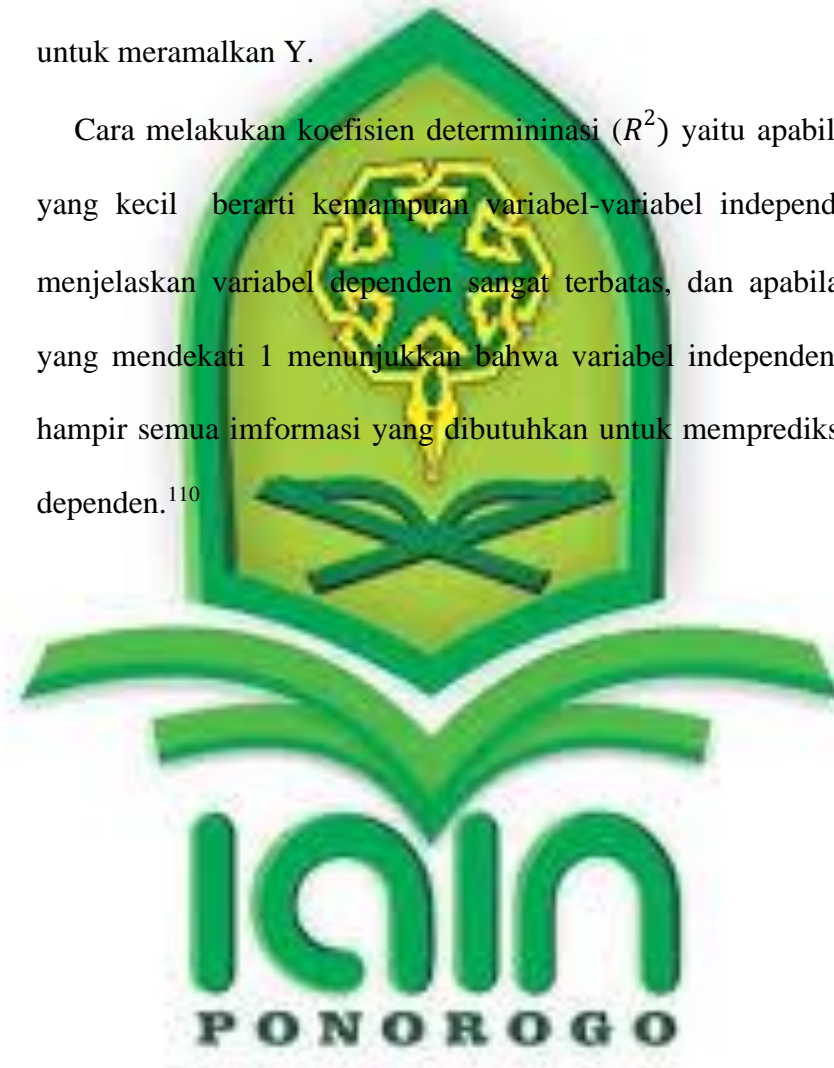 untuk meramalkan Y.
Cara melakukan koefisien determininasi (R²) yaitu apabil
yang kecil berarti kemampuan variabel-variabel independ
menjelaskan variabel dependen sangat terbatas, dan apabila
yang mendekati 1 menunjukkan bahwa variabel independen
hampir semua imformasi yang dibutuhkan untuk memprediks
dependen.¹¹⁰
IAIN
PONOROGO